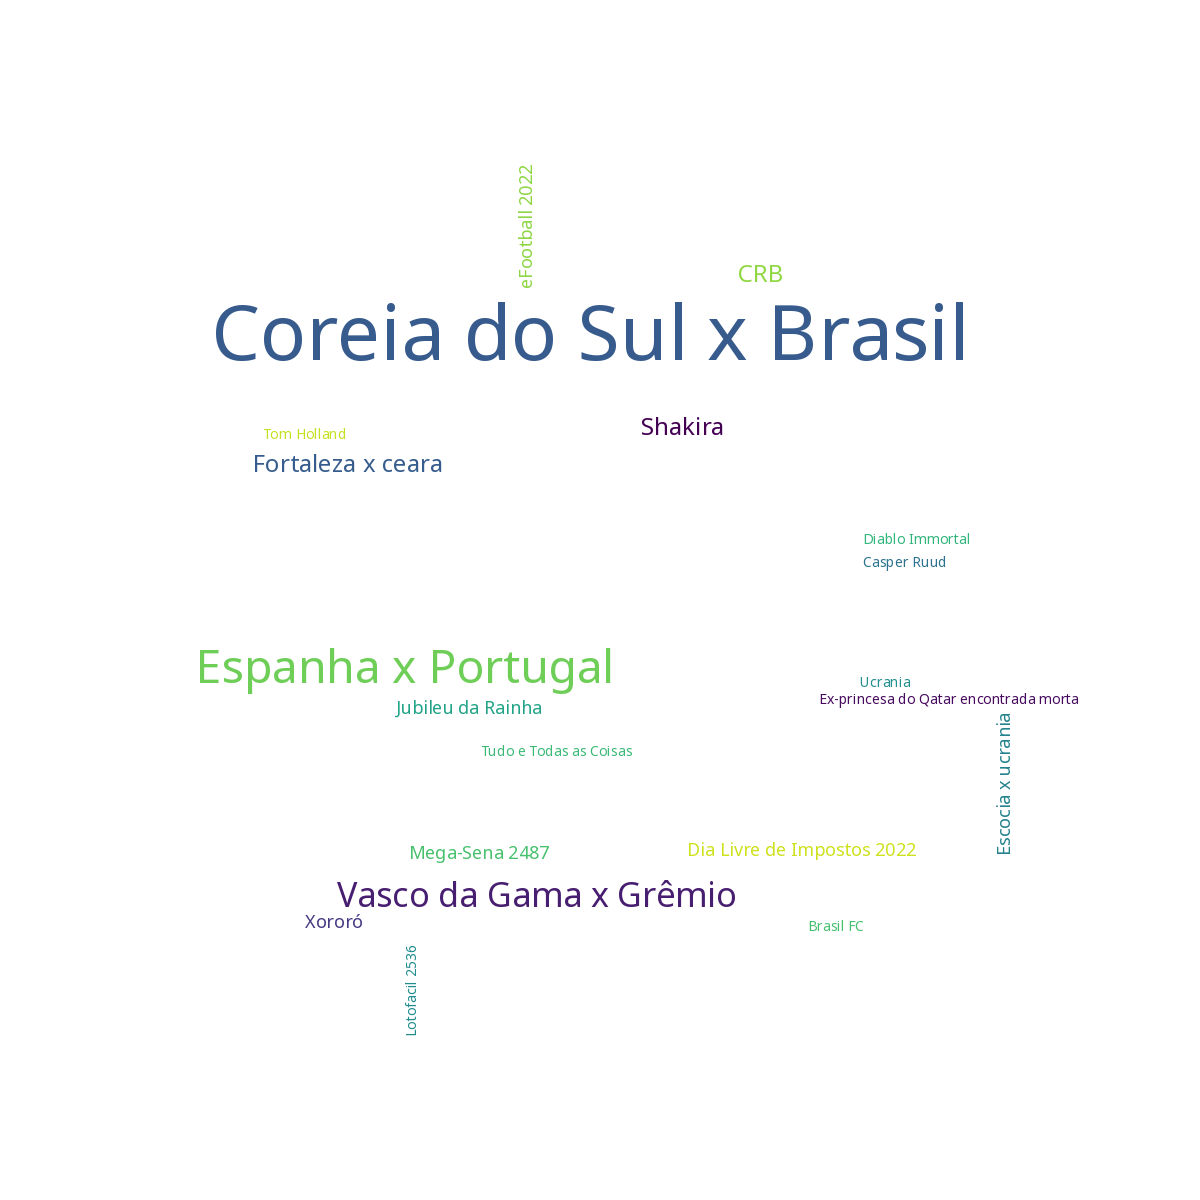 eFootball 2022
CRB
Coreia do Sul x Brasil
Shakira
Tom Holland
Fortaleza x ceara
Diablo Immortal
Casper Ruud
Espanha x Portugal
Ucrania
Ex-princesa do Qatar encontrada morta
Jubileu da Rainha
Escocia x ucrania
Tudo e Todas as Coisas
Mega-Sena 2487
Dia Livre de Impostos 2022
Vasco da Gama x Grêmio
Xororó
Brasil FC
Lotofacil 2536